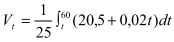 V_t = \frac{1}{25} \int_t^{60} (20,5 + 0,02t) dt